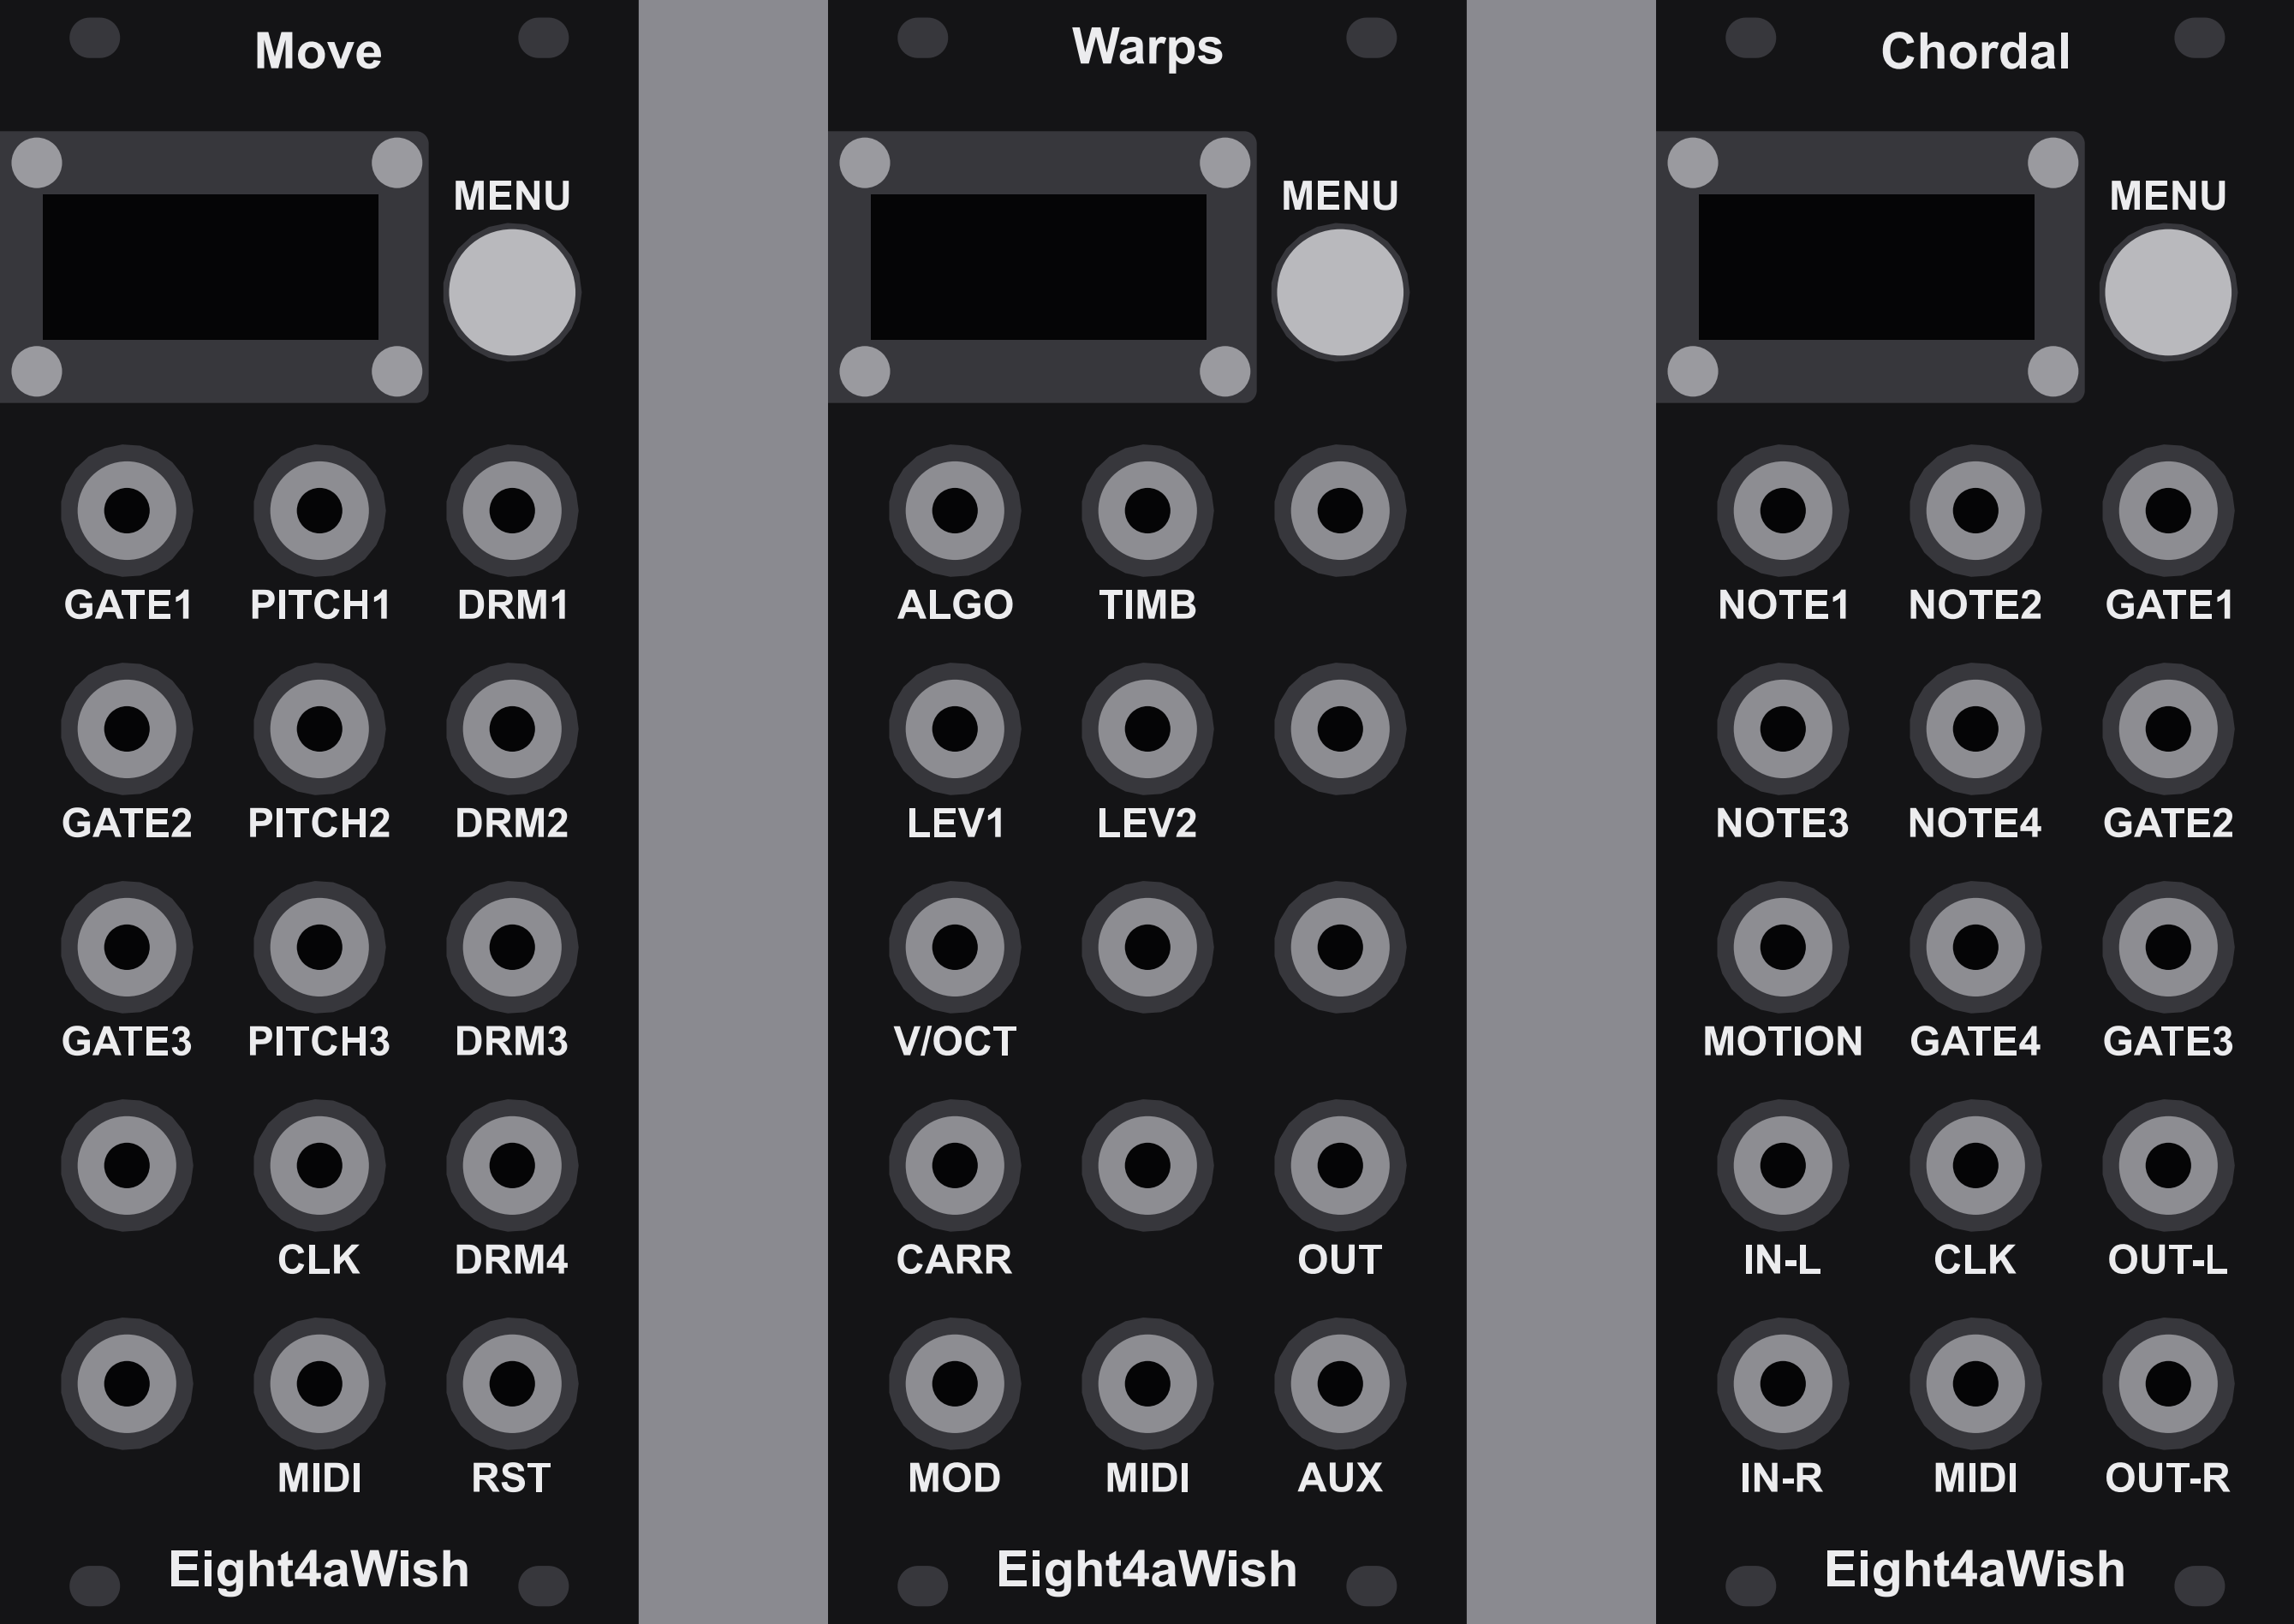 Move
MENU
GATE1 PITCH1 DRM1
GATE2 PITCH2 DRM2
GATE3 PITCH3 DRM3
CLK DRM4
MIDI RST
Eight4aWish
Warps
MENU
ALGO TIMB
LEV1 LEV2
V/OCT
CARR OUT
MOD MIDI AUX
Eight4aWish
Chordal
MENU
NOTE1 NOTE2 GATE1
NOTE3 NOTE4 GATE2
MOTION GATE4 GATE3
IN-L CLK OUT-L
IN-R MIDI OUT-R
Eight4aWish